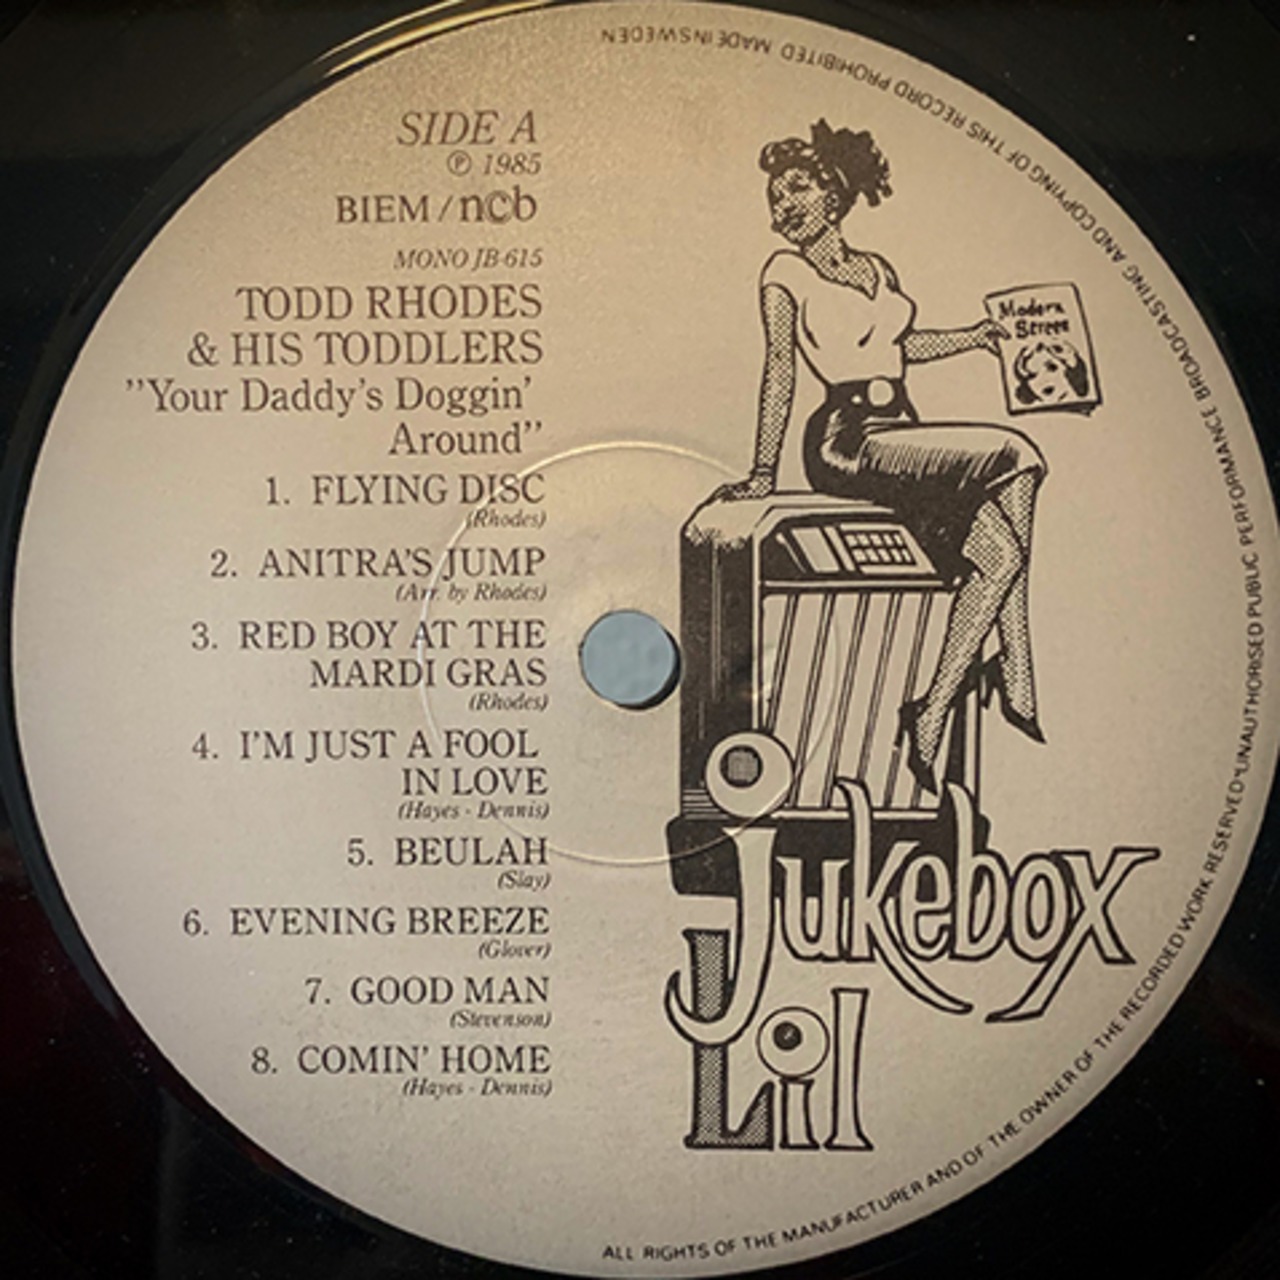 SIDE A
℗ 1985
BIEM / ncb
MONO JB-615
TODD RHODES
& HIS TODDLERS
"Your Daddy's Doggin'
Around"
1. FLYING DISC
(Rhodes)
2. ANITRA'S JUMP
(Arr. by Rhodes)
3. RED BOY AT THE
MARDI GRAS
(Rhodes)
4. I'M JUST A FOOL
IN LOVE
(Hayes - Dennis)
5. BEULAH
(Slay)
6. EVENING BREEZE
(Glover)
7. GOOD MAN
(Stevenson)
8. COMIN' HOME
(Hayes - Dennis)
Modern
Screen
Jukebox
Lil
ALL RIGHTS OF THE MANUFACTURER AND OF THE OWNER OF THE RECORDED WORK RESERVED·UNAUTHORISED PUBLIC PERFORMANCE BROADCASTING AND COPYING OF THIS RECORD PROHIBITED MADE IN SWEDEN